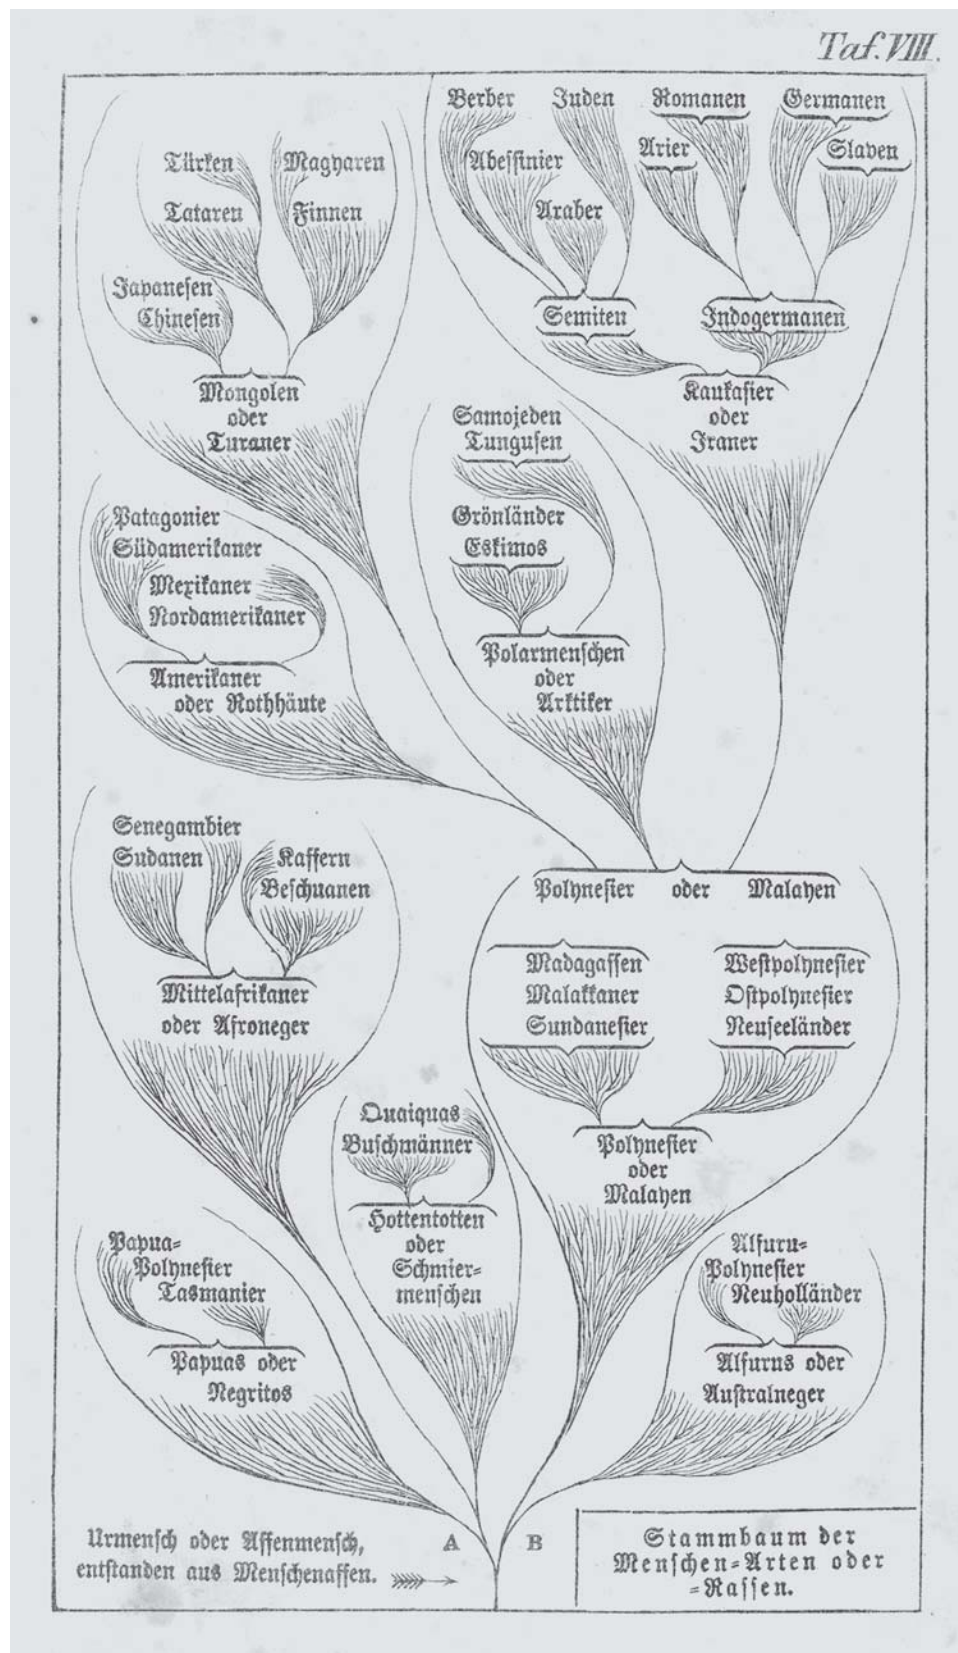 Taf. VIII.
Berber
Juden
Romanen
Germanen
Abessinier
Arier
Slaven
Araber
Semiten
Indogermanen
Kaukasier
oder
Iraner
Türken
Magyaren
Tataren
Finnen
Japanesen
Chinesen
Mongolen
oder
Turaner
Samojeden
Tungusen
Grönländer
Eskimos
Polarmenschen
oder
Arktiker
Patagonier
Südamerikaner
Mexikaner
Nordamerikaner
Amerikaner
oder Rothhäute
Polynesier oder Malayen
Senegambier
Sudanen
Kaffern
Beschuanen
Mittelafrikaner
oder Afroneger
Madagassen
Malakkaner
Sundanesier
Westpolynesier
Ostpolynesier
Neuseeländer
Polynesier
oder
Malayen
Quaiquas
Buschmänner
Hottentotten
oder
Schmier=
menschen
Papua=
Polynesier
Tasmanier
Papuas oder
Negritos
Alfuru=
Polynesier
Neuholländer
Alfurus oder
Australneger
Urmensch oder Affenmensch,
entstanden aus Menschenaffen.
A
B
Stammbaum der
Menschen=Arten oder
=Rassen.